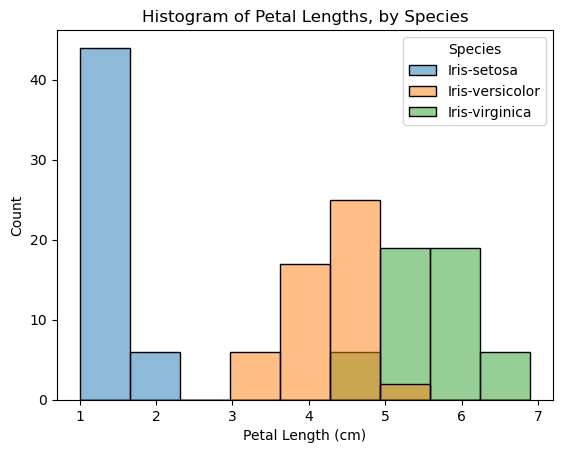 Histogram of Petal Lengths, by Species
Species
Iris-setosa
Iris-versicolor
Iris-virginica
40
30
20
10
0
Count
1 2 3 4 5 6 7
Petal Length (cm)